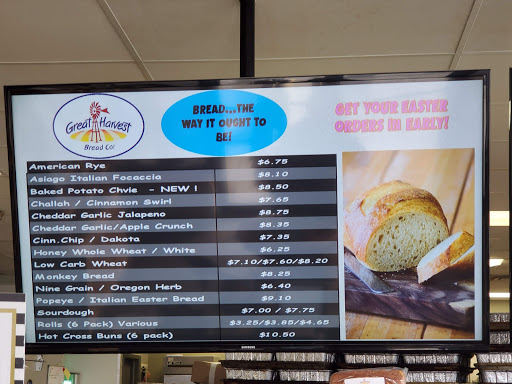 Great Harvest
Bread Co.
BREAD...THE
WAY IT OUGHT TO
BE!
GET YOUR EASTER
ORDERS IN EARLY!
American Rye $6.75
Asiago Italian Focaccia $8.10
Baked Potato Chvie - NEW ! $8.50
Challah / Cinnamon Swirl $7.65
Cheddar Garlic Jalapeno $8.75
Cheddar Garlic/Apple Crunch $8.35
Cinn.Chip / Dakota $7.35
Honey Whole Wheat / White $6.25
Low Carb Wheat $7.10/$7.60/$8.20
Monkey Bread $8.25
Nine Grain / Oregon Herb $6.40
Popeye / Italian Easter Bread $9.10
Sourdough $7.00 / $7.75
Rolls (6 Pack) Various $3.25/$3.85/$4.65
Hot Cross Buns (6 pack) $10.50
SAMSUNG